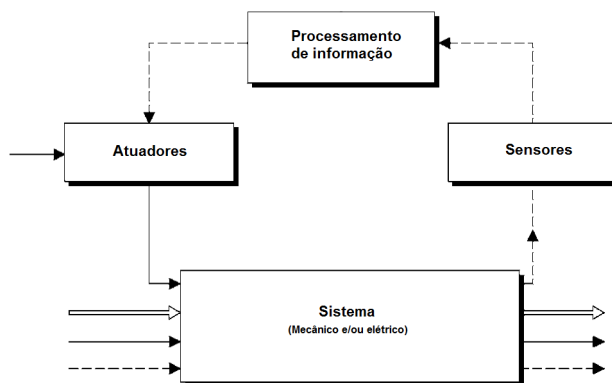 Processamento
de informação
Atuadores
Sensores
Sistema
(Mecânico e/ou elétrico)